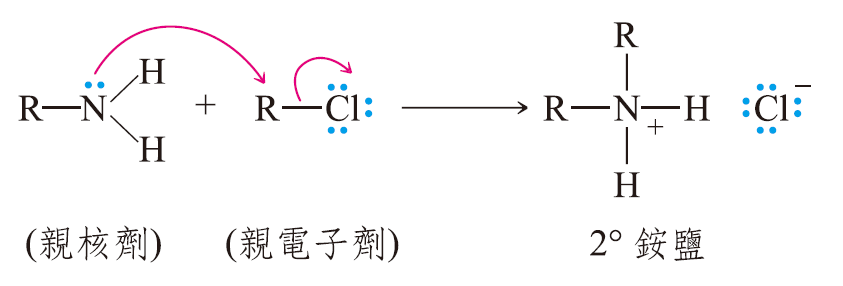 R—N H H + R—Cl → R R—N—H + H Cl −
(親核劑) (親電子劑) 2° 銨鹽